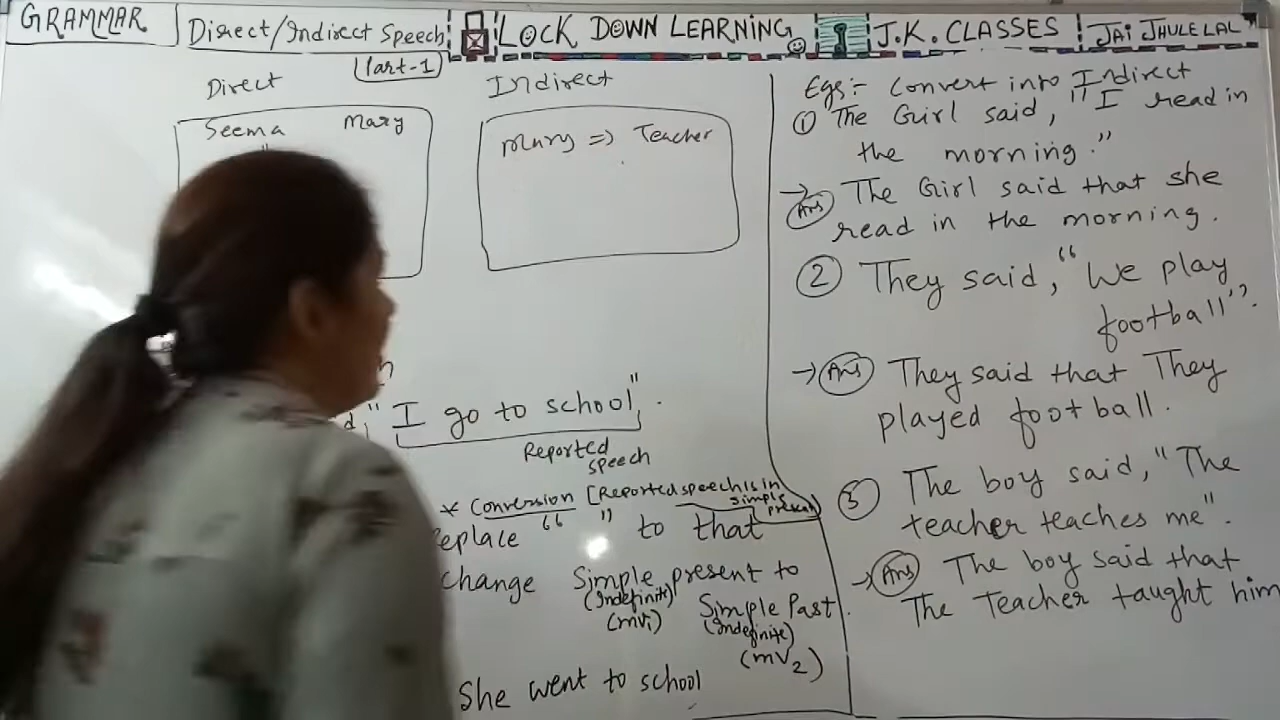 GRAMMAR
Direct/Indirect Speech
Part-1
LOCK DOWN LEARNING
J.K. CLASSES
JAI JHULELAL
Direct
Seema Mary
Indirect
Mary => Teacher
I go to school".
Reported
speech
* Conversion [Reported speech is in
simple
present]
eplace " " to that
change Simple present to
(Indefinite) Simple Past.
(mv1) (Indefinite)
(mv2)
She went to school
Egs:- Convert into Indirect
① The Girl said, "I read in
the morning."
→ Ans The Girl said that she
read in the morning.
② They said, "We play
football".
→ Ans They said that They
played football.
③ The boy said, "The
teacher teaches me".
→ Ans The boy said that
The Teacher taught him